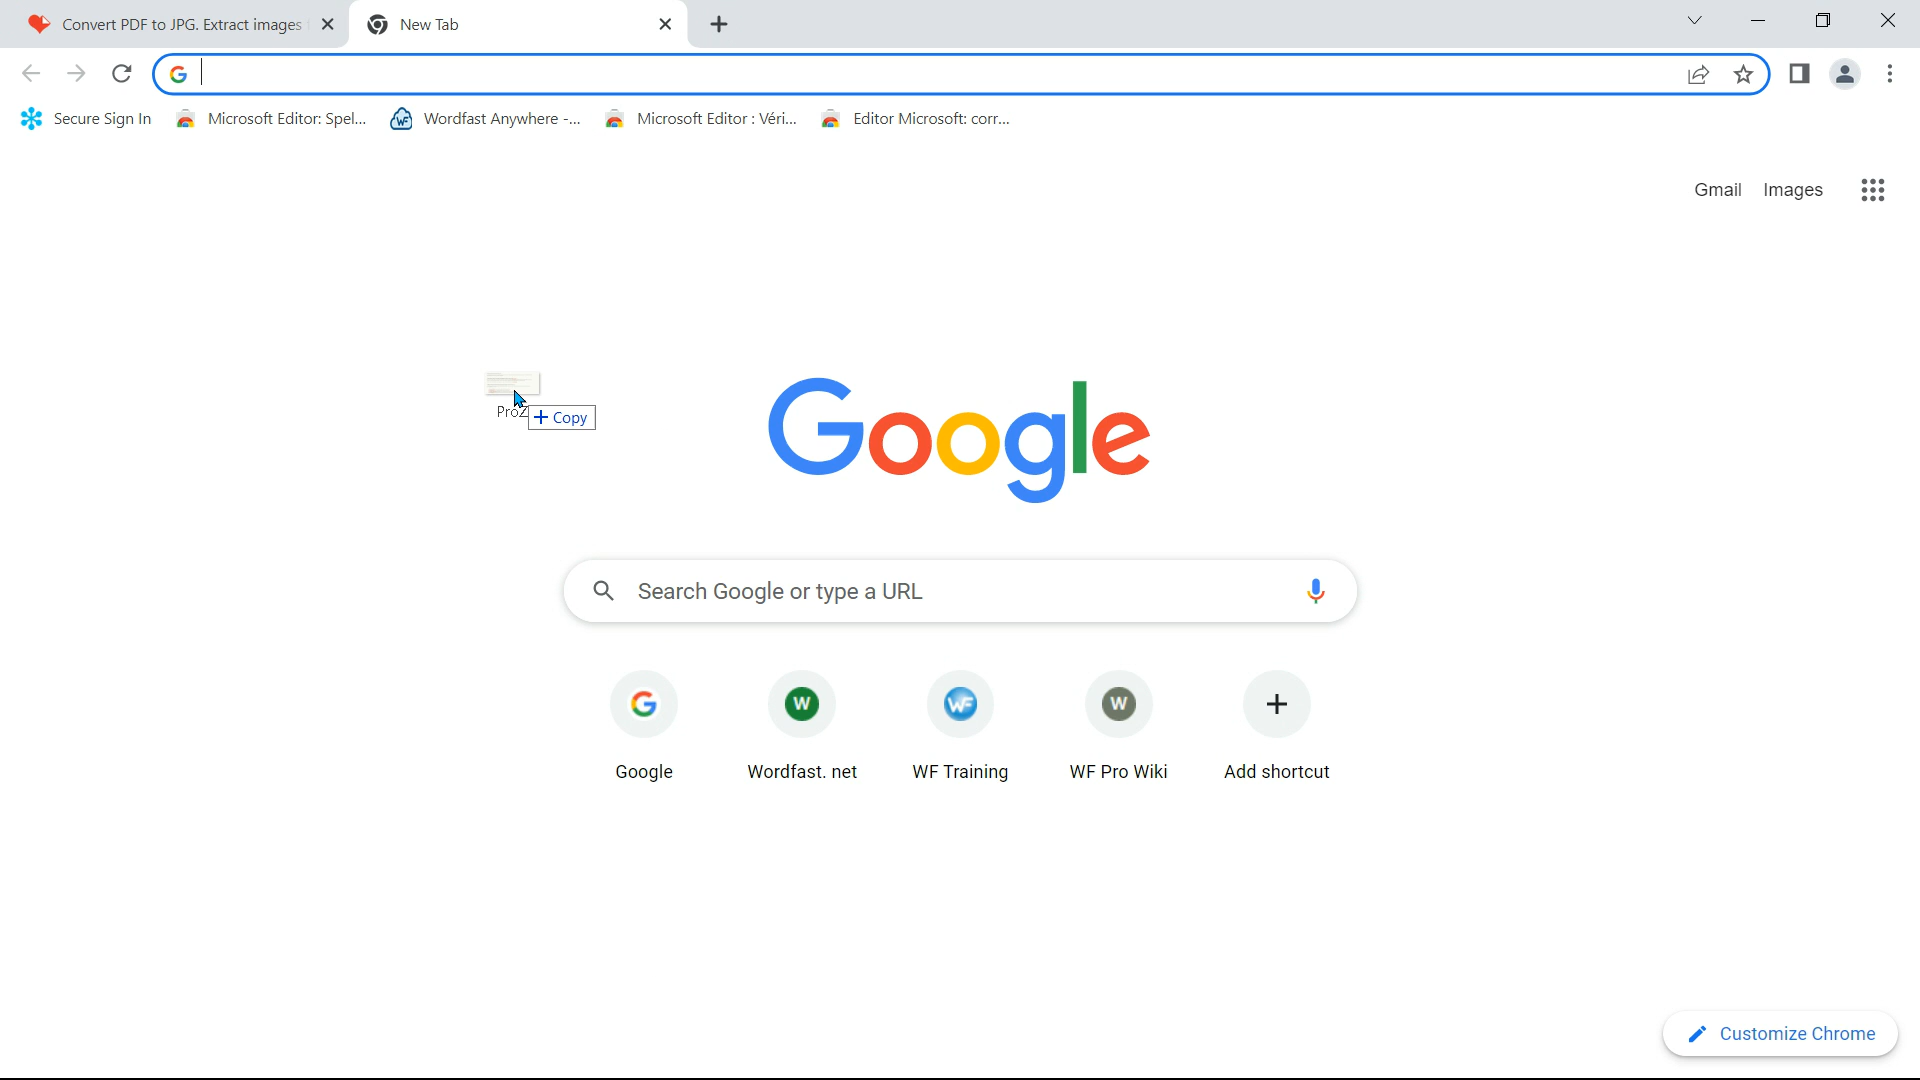 Convert PDF to JPG. Extract images
New Tab
Secure Sign In
Microsoft Editor: Spel...
Wordfast Anywhere -...
Microsoft Editor : Véri...
Editor Microsoft: corr...
Gmail
Images
ProZ
Copy
Google
Search Google or type a URL
Google
Wordfast. net
WF Training
WF Pro Wiki
Add shortcut
Customize Chrome